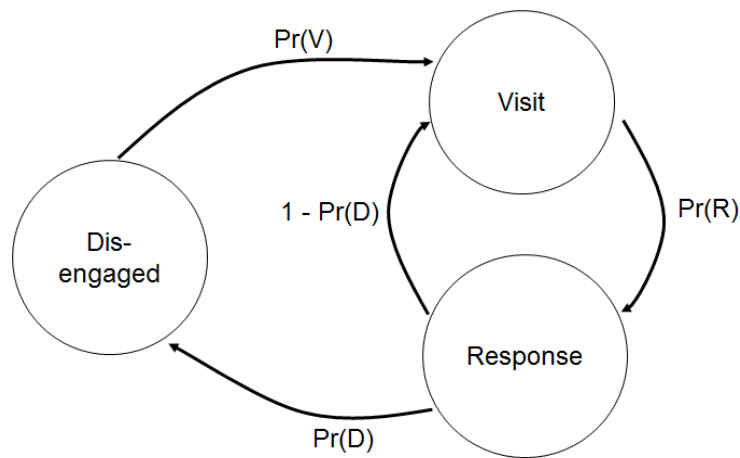 Pr(V)
Visit
1 - Pr(D)
Pr(R)
Dis-
engaged
Response
Pr(D)